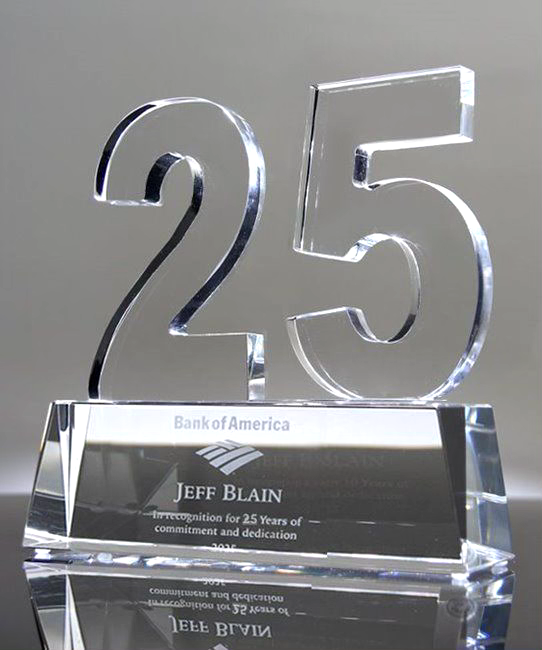 25
Bank of America
JEFF BLAIN
In recognition for 25 Years of
commitment and dedication